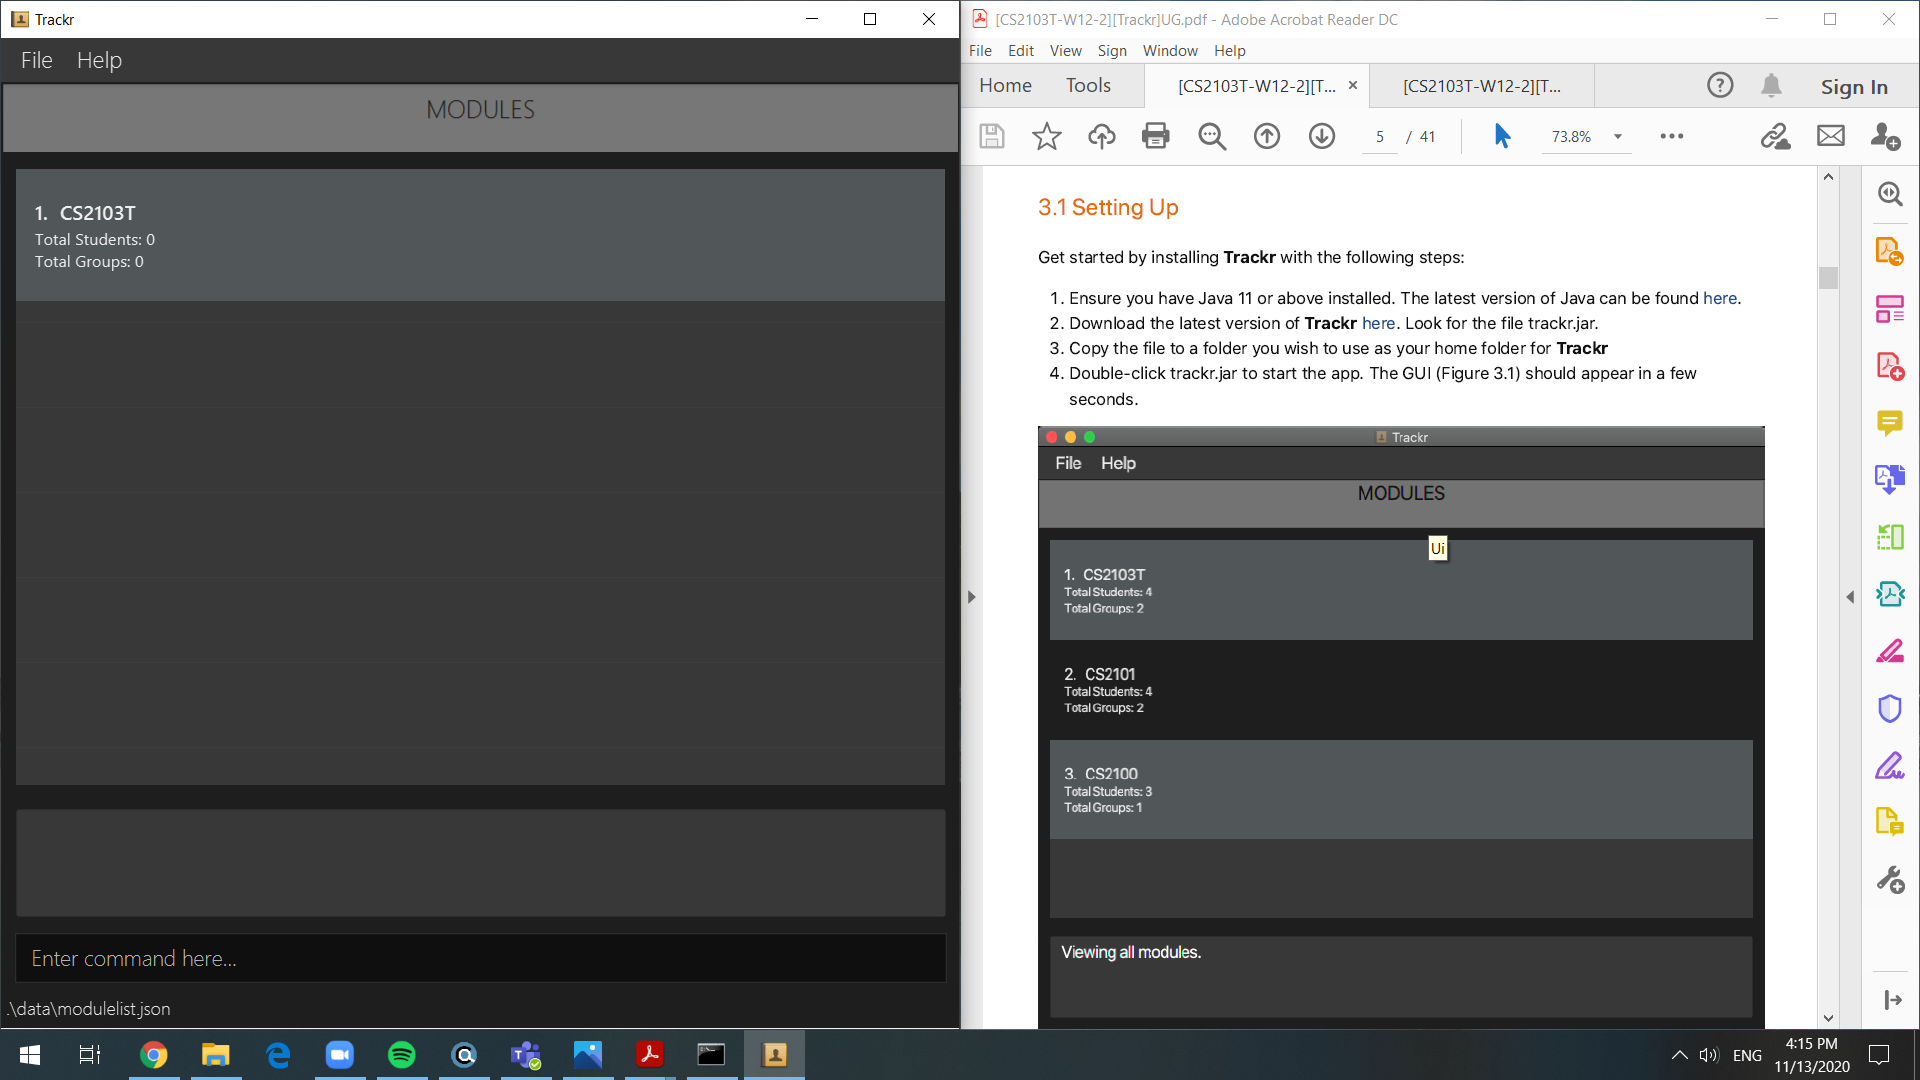 Trackr
File Help
MODULES
1. CS2103T
Total Students: 0
Total Groups: 0
Enter command here...
.\data\modulelist.json
[CS2103T-W12-2][Trackr]UG.pdf - Adobe Acrobat Reader DC
File Edit View Sign Window Help
Home Tools [CS2103T-W12-2][T... × [CS2103T-W12-2][T... Sign In
5 / 41 73.8%
3.1 Setting Up
Get started by installing Trackr with the following steps:
1. Ensure you have Java 11 or above installed. The latest version of Java can be found here.
2. Download the latest version of Trackr here. Look for the file trackr.jar.
3. Copy the file to a folder you wish to use as your home folder for Trackr
4. Double-click trackr.jar to start the app. The GUI (Figure 3.1) should appear in a few
seconds.
Trackr
File Help
MODULES
Ui
1. CS2103T
Total Students: 4
Total Groups: 2
2. CS2101
Total Students: 4
Total Groups: 2
3. CS2100
Total Students: 3
Total Groups: 1
Viewing all modules.
ENG
4:15 PM
11/13/2020